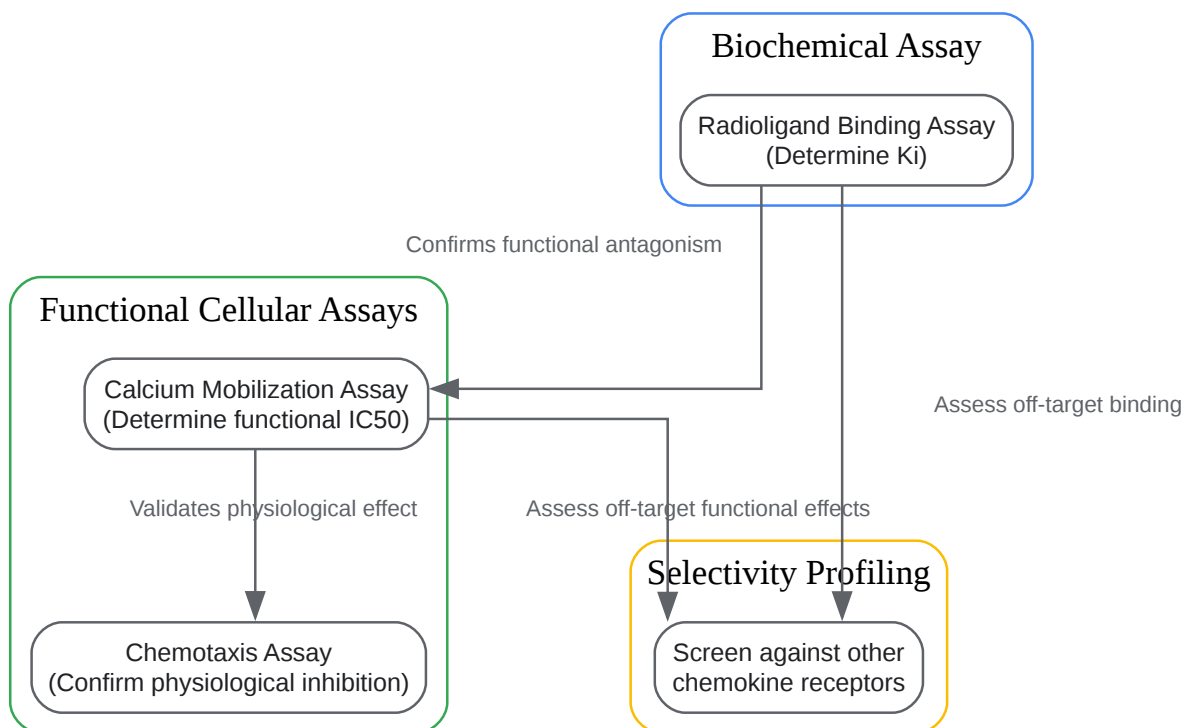 Biochemical Assay
Radioligand Binding Assay
(Determine Ki)
Confirms functional antagonism
Functional Cellular Assays
Calcium Mobilization Assay
(Determine functional IC50)
Assess off-target binding
Validates physiological effect
Assess off-target functional effects
Selectivity Profiling
Chemotaxis Assay
(Confirm physiological inhibition)
Screen against other
chemokine receptors